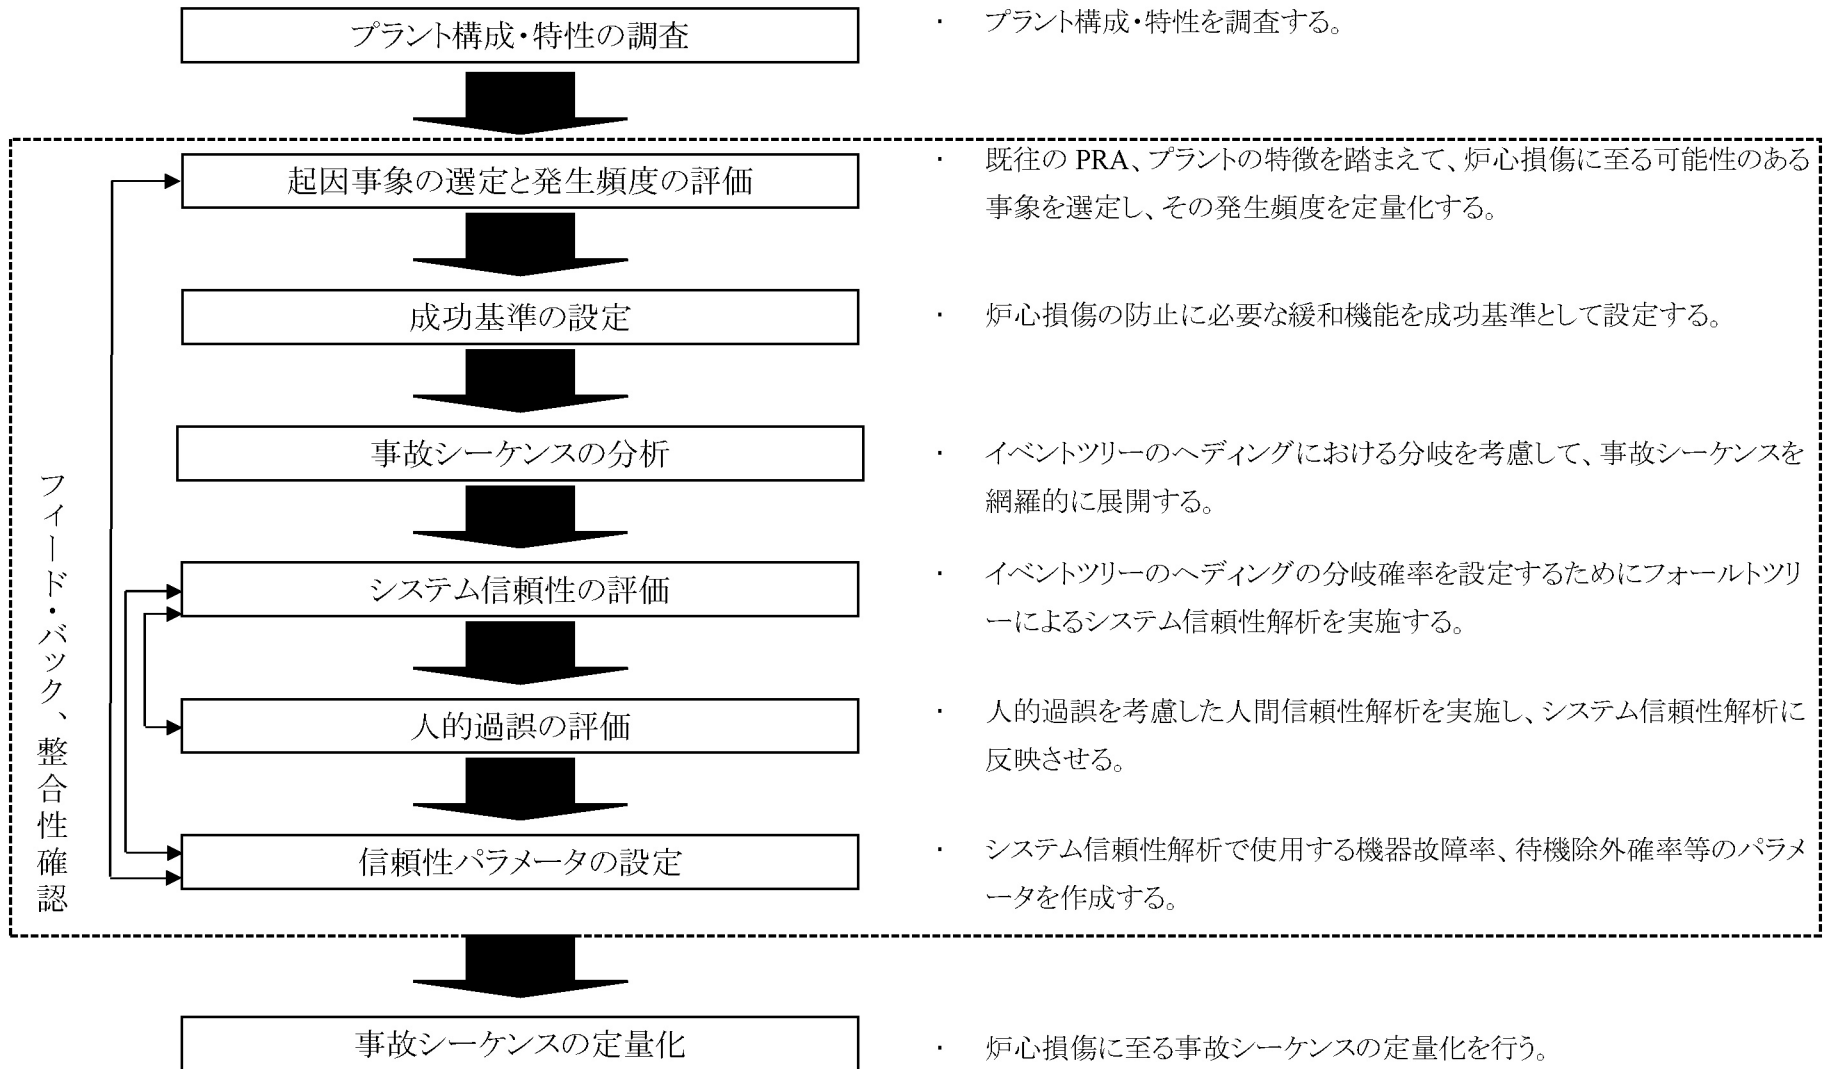 プラント構成・特性の調査
・ プラント構成・特性を調査する。
起因事象の選定と発生頻度の評価
・ 既往の PRA、プラントの特徴を踏まえて、炉心損傷に至る可能性のある
事象を選定し、その発生頻度を定量化する。
成功基準の設定
・ 炉心損傷の防止に必要な緩和機能を成功基準として設定する。
事故シーケンスの分析
・ イベントツリーのヘディングにおける分岐を考慮して、事故シーケンスを
網羅的に展開する。
システム信頼性の評価
・ イベントツリーのヘディングの分岐確率を設定するためにフォールトツリ
ーによるシステム信頼性解析を実施する。
人的過誤の評価
・ 人的過誤を考慮した人間信頼性解析を実施し、システム信頼性解析に
反映させる。
信頼性パラメータの設定
・ システム信頼性解析で使用する機器故障率、待機除外確率等のパラメ
ータを作成する。
フィード・バック、整合性確認
事故シーケンスの定量化
・ 炉心損傷に至る事故シーケンスの定量化を行う。